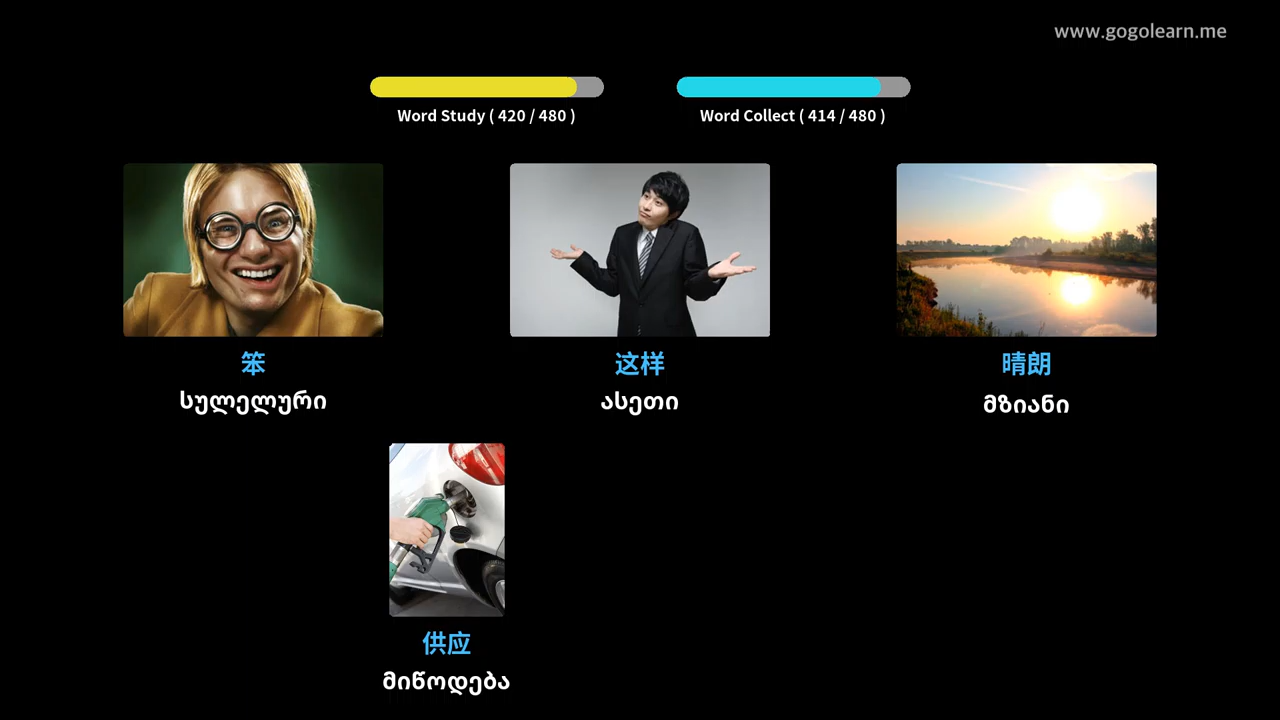 www.gogolearn.me
Word Study ( 420 / 480 )
Word Collect ( 414 / 480 )
笨
სულელური
这样
ასეთი
晴朗
მზიანი
供应
მიწოდება